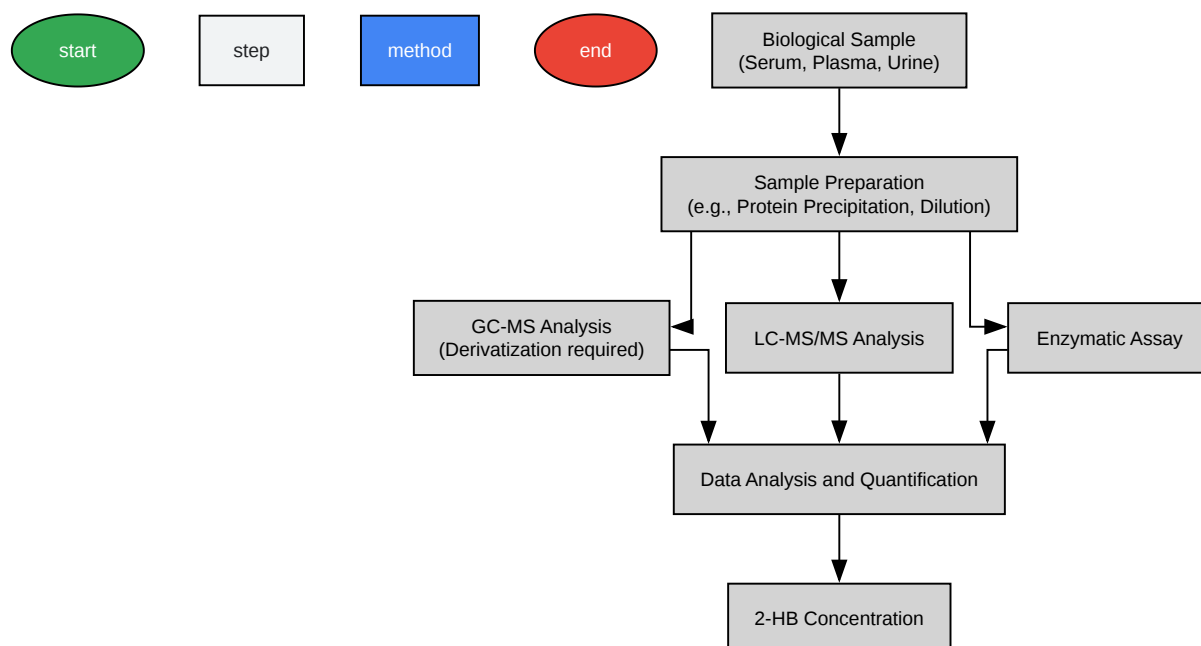 start
step
method
end
Biological Sample
(Serum, Plasma, Urine)
Sample Preparation
(e.g., Protein Precipitation, Dilution)
GC-MS Analysis
(Derivatization required)
LC-MS/MS Analysis
Enzymatic Assay
Data Analysis and Quantification
2-HB Concentration